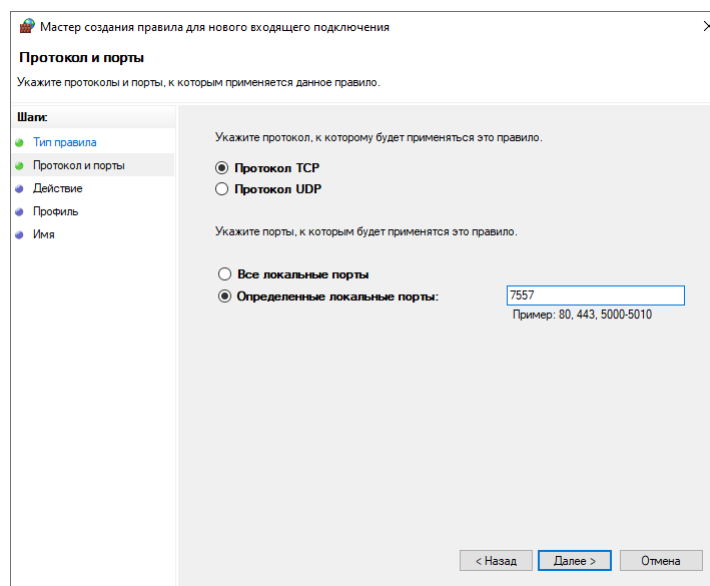 Мастер создания правила для нового входящего подключения
Протокол и порты
Укажите протоколы и порты, к которым применяется данное правило.
Шаги:
Тип правила
Протокол и порты
Действие
Профиль
Имя
Укажите протокол, к которому будет применяться это правило.
Протокол TCP
Протокол UDP
Укажите порты, к которым будет применятся это правило.
Все локальные порты
Определенные локальные порты: 7557
Пример: 80, 443, 5000-5010
< Назад Далее > Отмена